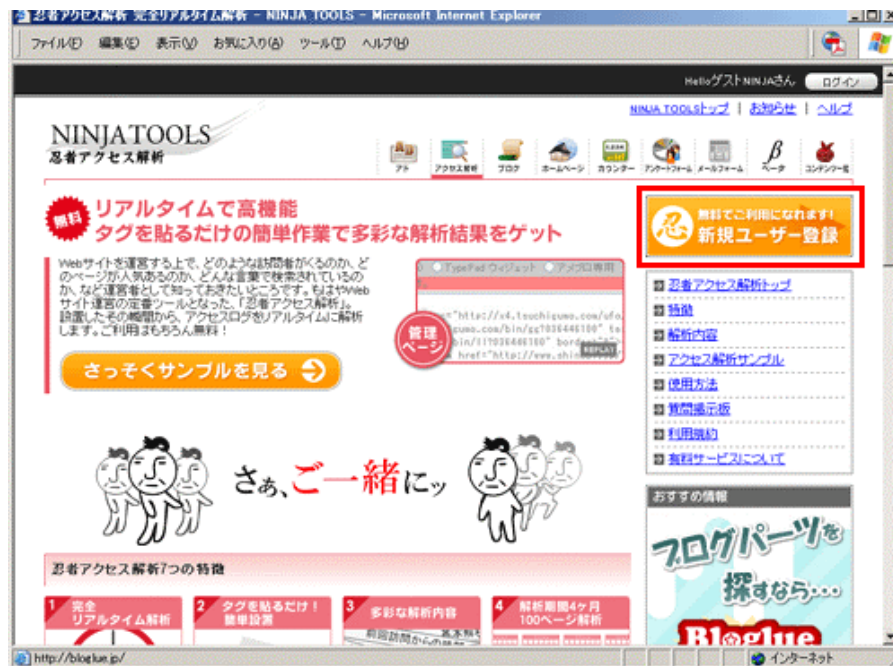 忍者アクセス解析 完全リアルタイム解析 - NINJA TOOLS - Microsoft Internet Explorer
ファイル(F) 編集(E) 表示(V) お気に入り(A) ツール(T) ヘルプ(H)
HelloゲストNINJAさん ログイン
NINJA TOOLSトップ | お知らせ | ヘルプ
NINJATOOLS
忍者アクセス解析
アクセス解析 ブログ ホームページ カウンター アンケートフォーム メールフォーム β ベータ コンテンツ一覧
無料
リアルタイムで高機能
タグを貼るだけの簡単作業で多彩な解析結果をゲット
無料でご利用になれます!
忍 新規ユーザー登録
Webサイトを運営する上で、どのような訪問者がくるのか、ど
のページが人気あるのか、どんな言葉で検索されているの
か、など運営者として知っておきたいところです。もはやWeb
サイト運営の定番ツールとなった、「忍者アクセス解析」。
設置したその瞬間から、アクセスログをリアルタイムに解析
します。ご利用はもちろん無料!
TypePad ウィジェット アメブロ専用
管理
ページ
REPLAY
さっそくサンプルを見る
忍者アクセス解析トップ
特徴
解析内容
アクセス解析サンプル
使用方法
質問掲示板
利用規約
有料サービスについて
さぁ、ご一緒にッ
おすすめ情報
ブログパーツを
探すなら…
Bloglue
忍者アクセス解析7つの特徴
1 完全
リアルタイム解析
2 タグを貼るだけ!
簡単設置
3 多彩な解析内容
4 解析期間4ヶ月
100ページ解析
http://bloglue.jp/ インターネット